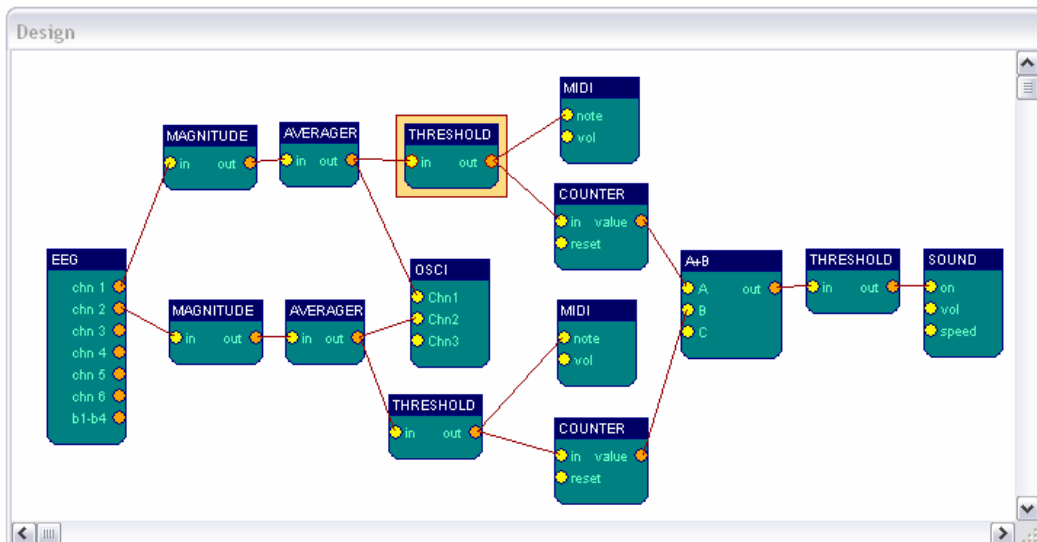 Design
MIDI
note
vol
MAGNITUDE
in out
AVERAGER
in out
THRESHOLD
in out
COUNTER
in value
reset
EEG
chn 1
chn 2
chn 3
chn 4
chn 5
chn 6
b1-b4
OSCI
Chn1
Chn2
Chn3
A+B
A out
B
C
THRESHOLD
in out
SOUND
on
vol
speed
MAGNITUDE
in out
AVERAGER
in out
MIDI
note
vol
THRESHOLD
in out
COUNTER
in value
reset